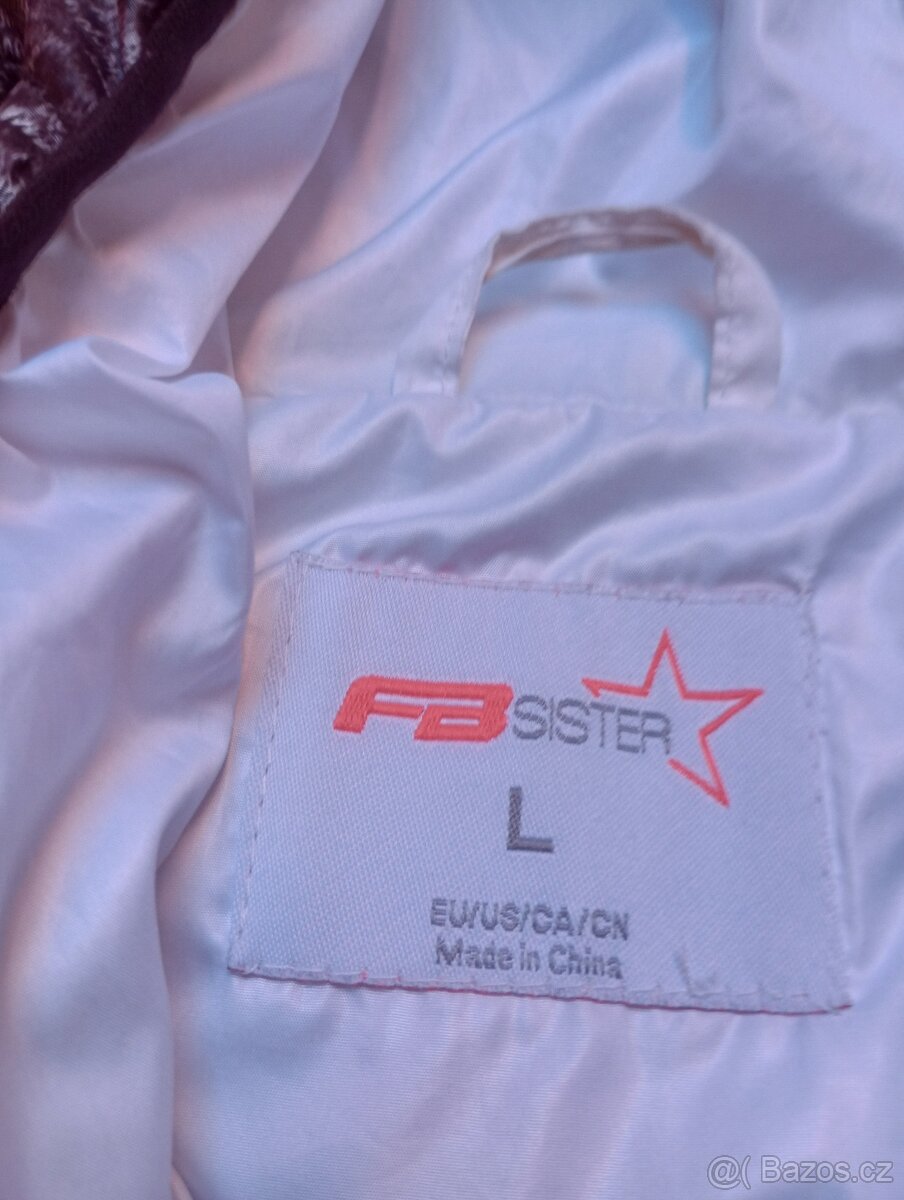 FB SISTER
L
EU/US/CA/CN
Made in China
@( Bazos.cz